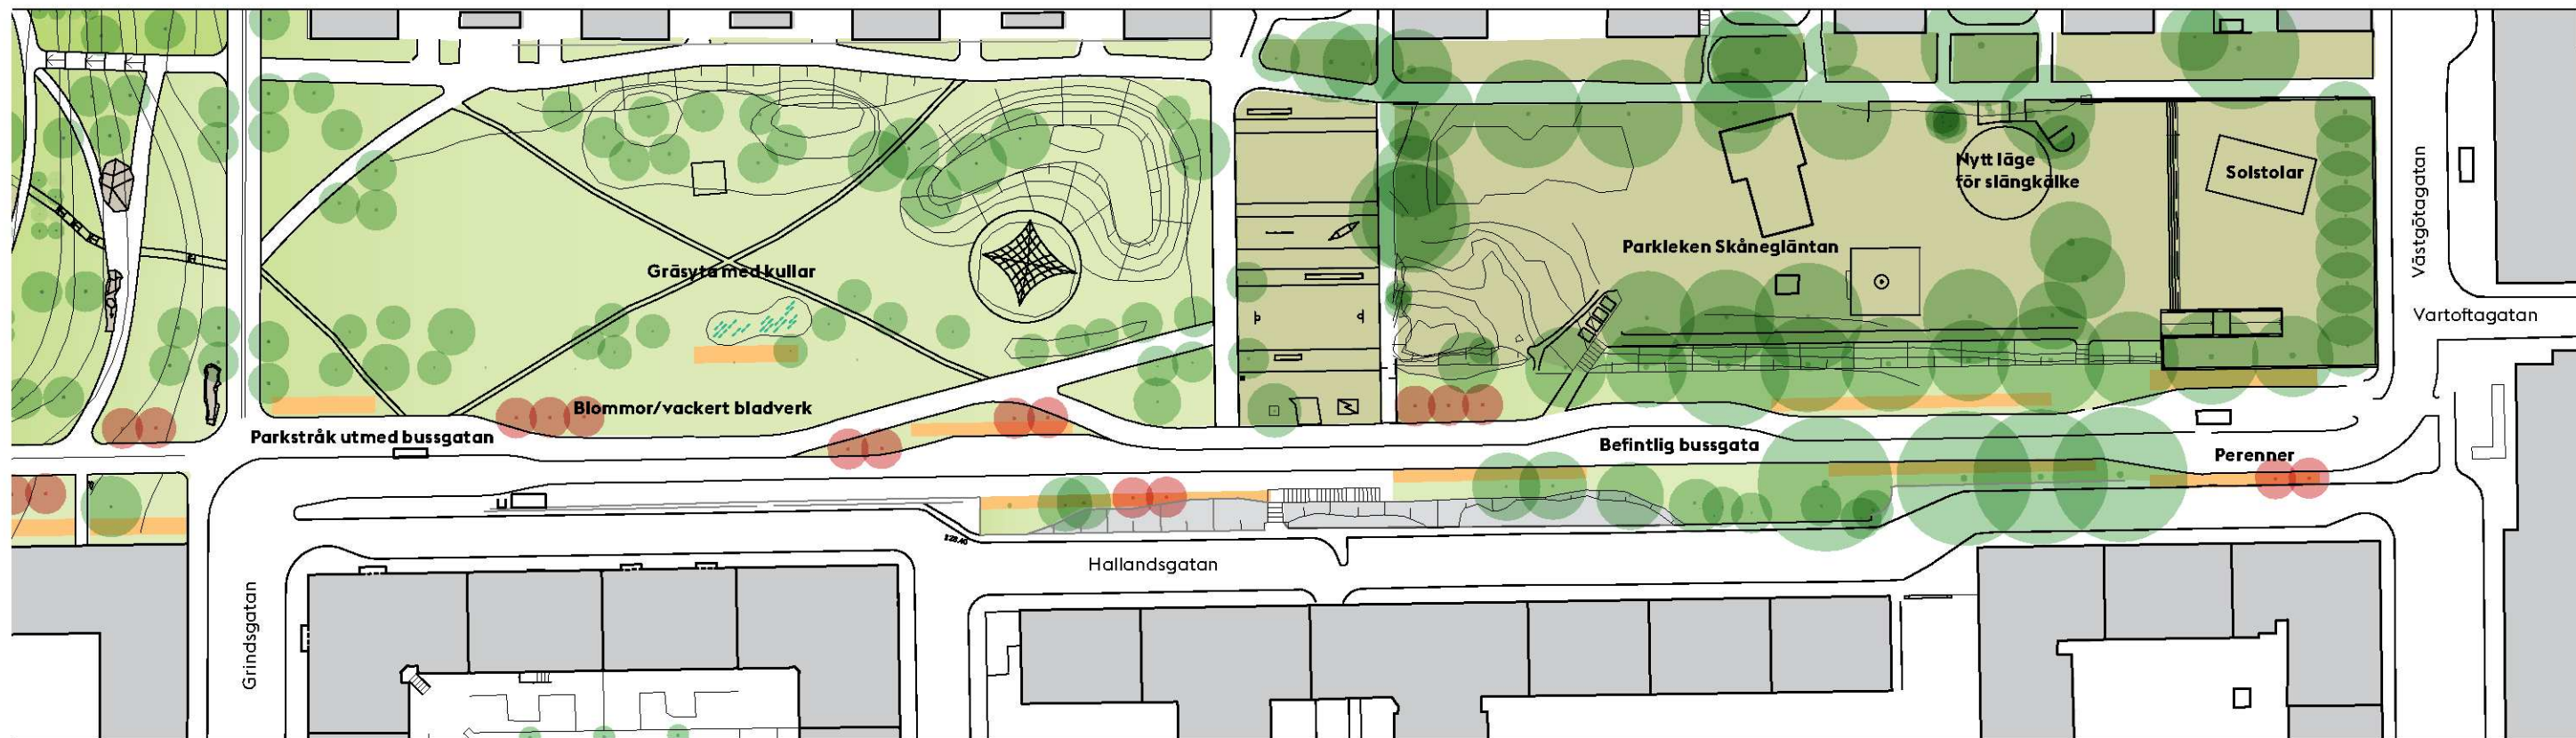 Nytt läge
för slängkälke
Solstolar
Västgötagatan
Parkleken Skånegläntan
Gräsyta med kullar
Vartoftagatan
Blommor/vackert bladverk
Parkstråk utmed bussgatan
Befintlig bussgata
Perenner
Hallandsgatan
Grindsgatan